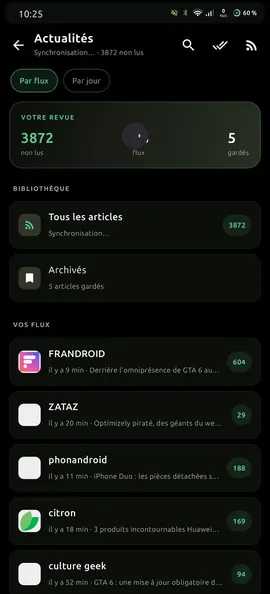 10:25
60 %
Actualités
Synchronisation… · 3872 non lus
Par flux
Par jour
VOTRE REVUE
3872
5
non lus
flux
gardés
BIBLIOTHÈQUE
Tous les articles
Synchronisation…
3872
Archivés
5 articles gardés
VOS FLUX
FRANDROID
il y a 9 min · Derrière l'omniprésence de GTA 6 au…
604
ZATAZ
il y a 20 min · Optimizely piraté, des géants du we…
29
phonandroid
il y a 11 min · iPhone Duo : les pièces détachées s…
188
citron
il y a 18 min · 3 produits incontournables Huawei…
169
culture geek
il y a 52 min · GTA 6 : une mise à jour obligatoire d…
94